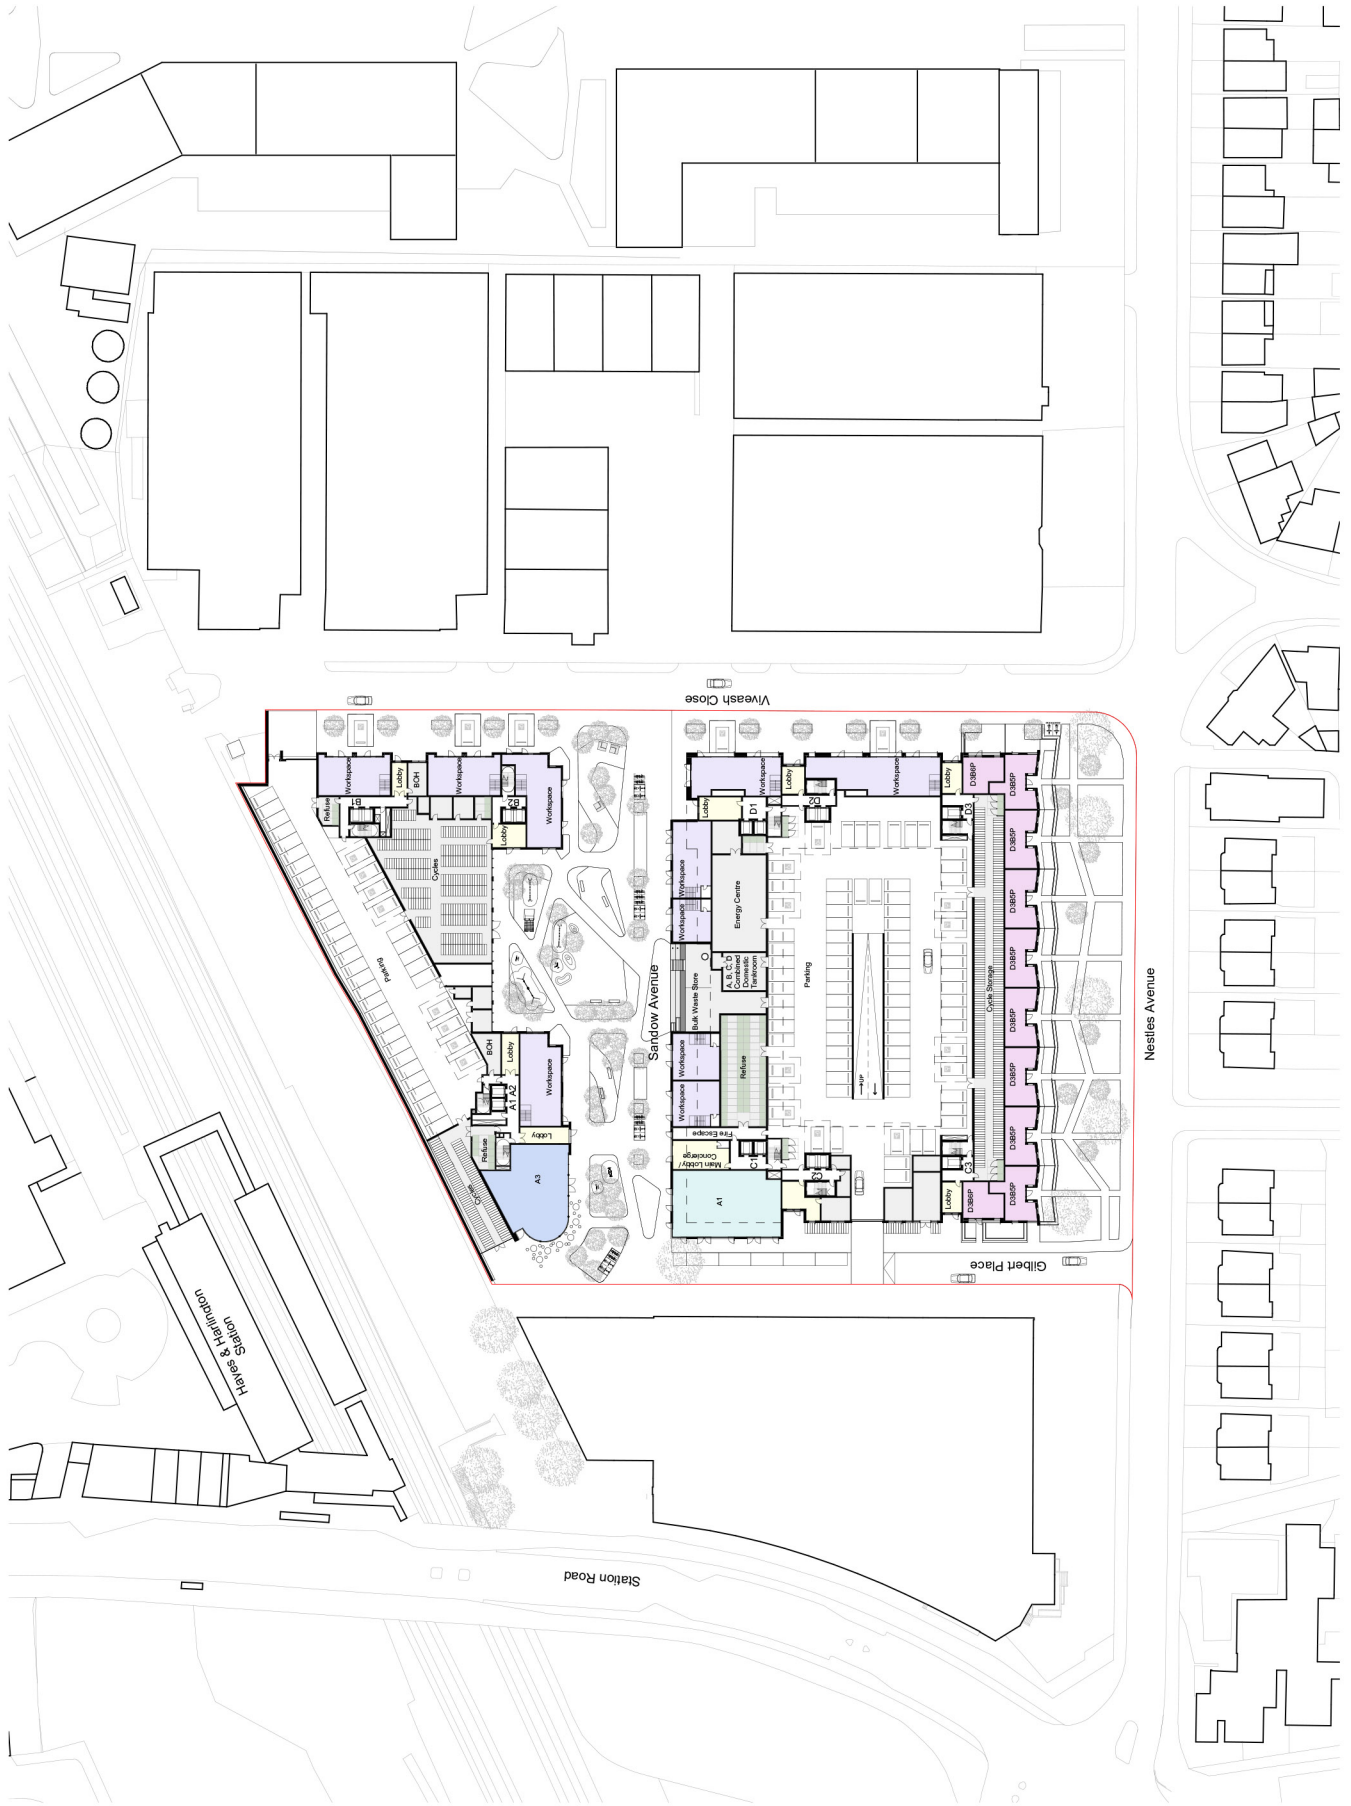 Viveash Close
Workspace
Lobby
BOH
Workspace
Refuse
B1
B2
Lobby
Workspace
Cycles
Parking
BOH
Lobby
A1 A2
Workspace
Lobby
Refuse
Cycles
A3
Sandow Avenue
Workspace
Lobby
D2
Workspace
Lobby
D3B6P
D3B5P
Lobby
D1
D3
Workspace
Energy Centre
Workspace
A, B, C, D
Combined
Domestic
Tankroom
Bulk Waste Store
Parking
Cycle Storage
D3B5P
D3B5P
D3B5P
D3B5P
D3B5P
D3B5P
D3B5P
Workspace
Refuse
UP
Workspace
Fire Escape
Main Lobby/
Concierge
C1
C2
C3
Lobby
D3B6P
A1
Nestles Avenue
Gilbert Place
Hayes & Harlington
Station
Station Road